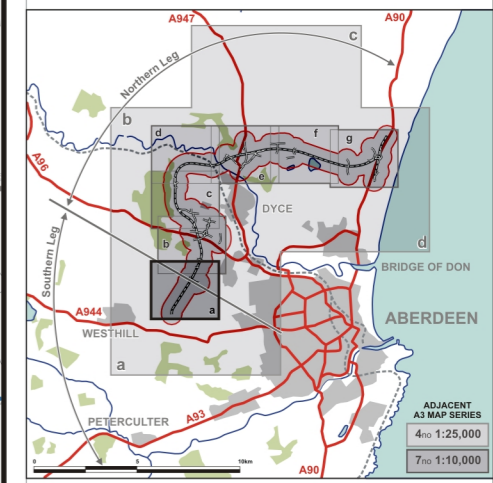 A947
A90
c
Northern Leg
b
d
f
g
A96
e
c
DYCE
Southern Leg
b
d
BRIDGE OF DON
a
A944
ABERDEEN
WESTHILL
a
ADJACENT
A3 MAP SERIES
PETERCULTER
A93
4no 1:25,000
7no 1:10,000
0 5 10km
A90